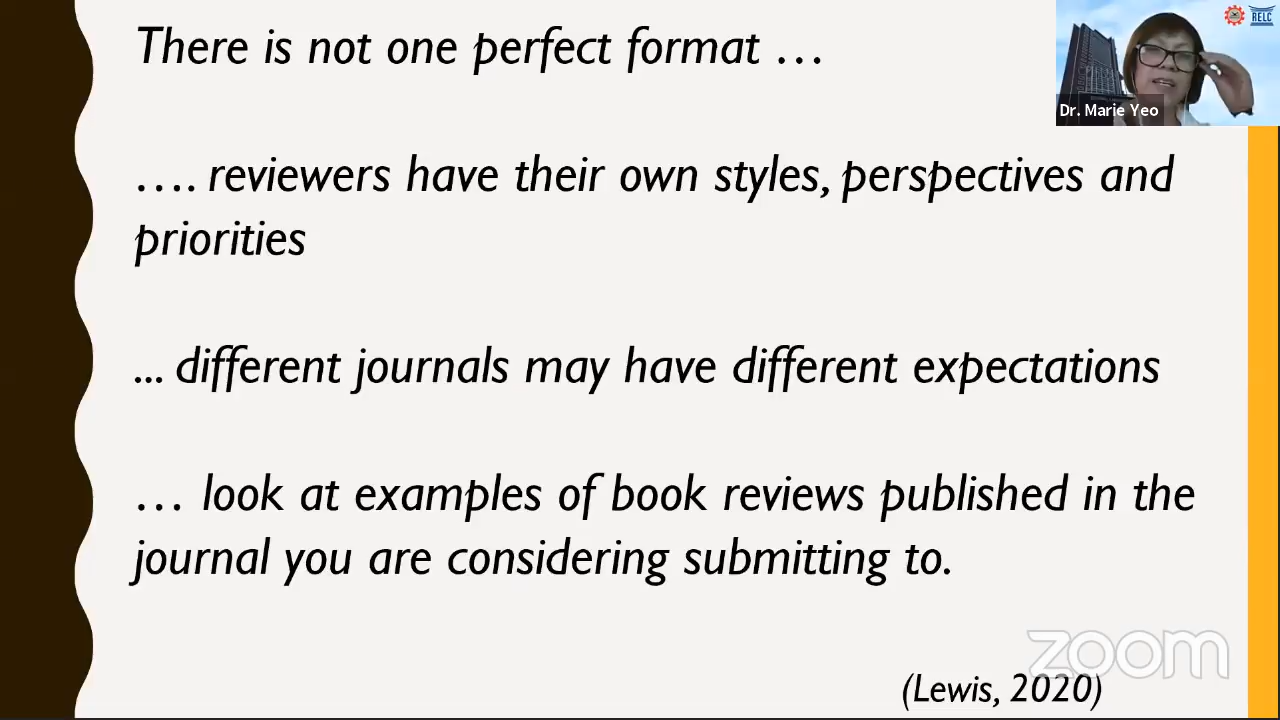 There is not one perfect format …
…. reviewers have their own styles, perspectives and
priorities
... different journals may have different expectations
… look at examples of book reviews published in the
journal you are considering submitting to.
(Lewis, 2020)
Dr. Marie Yeo
RELC
zoom